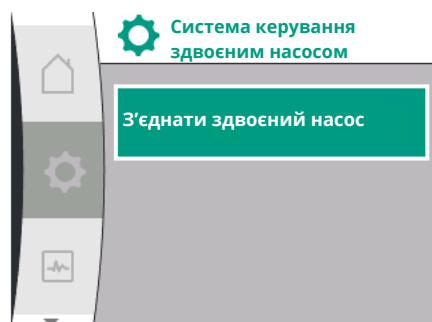 Система керування
здвоєним насосом
З’єднати здвоєний насос